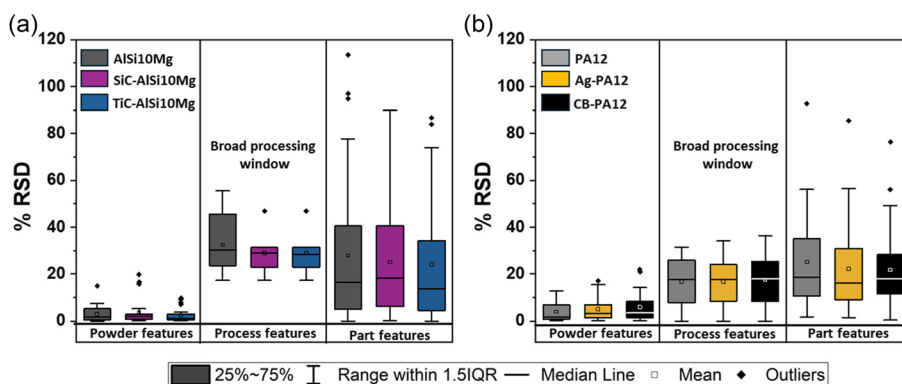 (a)
120
100
80
60
40
20
0
% RSD
AlSi10Mg
SiC-AlSi10Mg
TiC-AlSi10Mg
Broad processing
window
Powder features
Process features
Part features
(b)
120
100
80
60
40
20
0
% RSD
PA12
Ag-PA12
CB-PA12
Broad processing
window
Powder features
Process features
Part features
25%~75%
Range within 1.5IQR
Median Line
Mean
Outliers